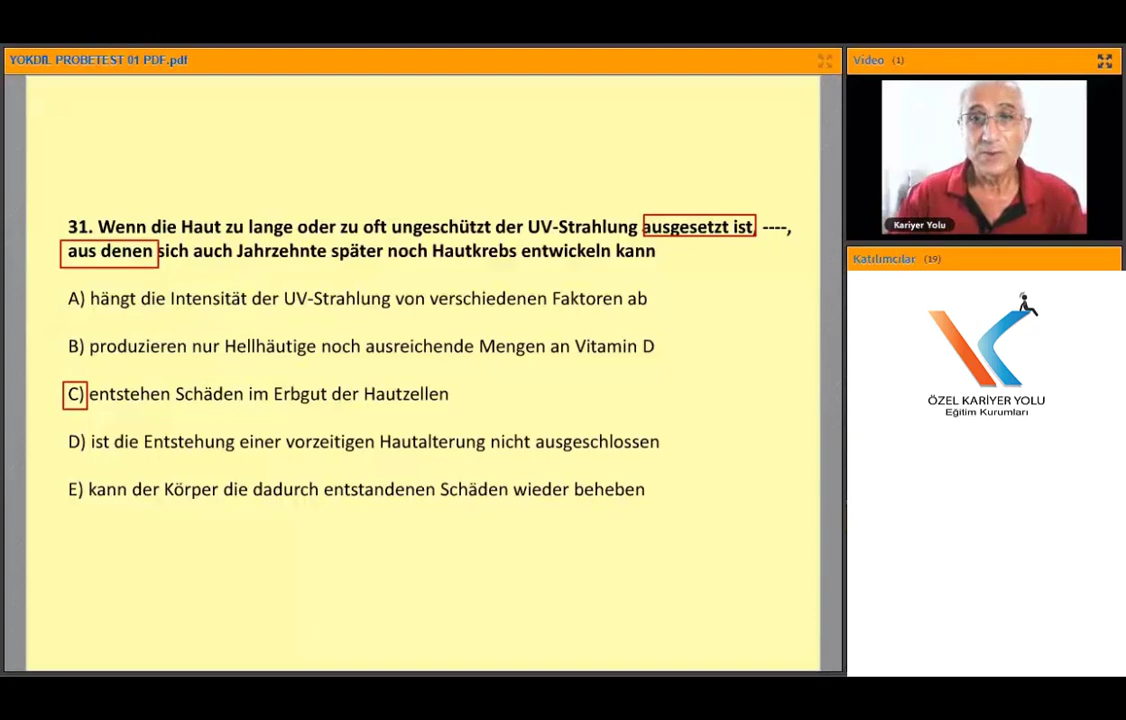 YOKDİL PROBETEST 01 PDF.pdf
Video (1)
Kariyer Yolu
Katılımcılar (19)
ÖZEL KARİYER YOLU
Eğitim Kurumları
31. Wenn die Haut zu lange oder zu oft ungeschützt der UV-Strahlung ausgesetzt ist, ----,
aus denen sich auch Jahrzehnte später noch Hautkrebs entwickeln kann
A) hängt die Intensität der UV-Strahlung von verschiedenen Faktoren ab
B) produzieren nur Hellhäutige noch ausreichende Mengen an Vitamin D
C) entstehen Schäden im Erbgut der Hautzellen
D) ist die Entstehung einer vorzeitigen Hautalterung nicht ausgeschlossen
E) kann der Körper die dadurch entstandenen Schäden wieder beheben